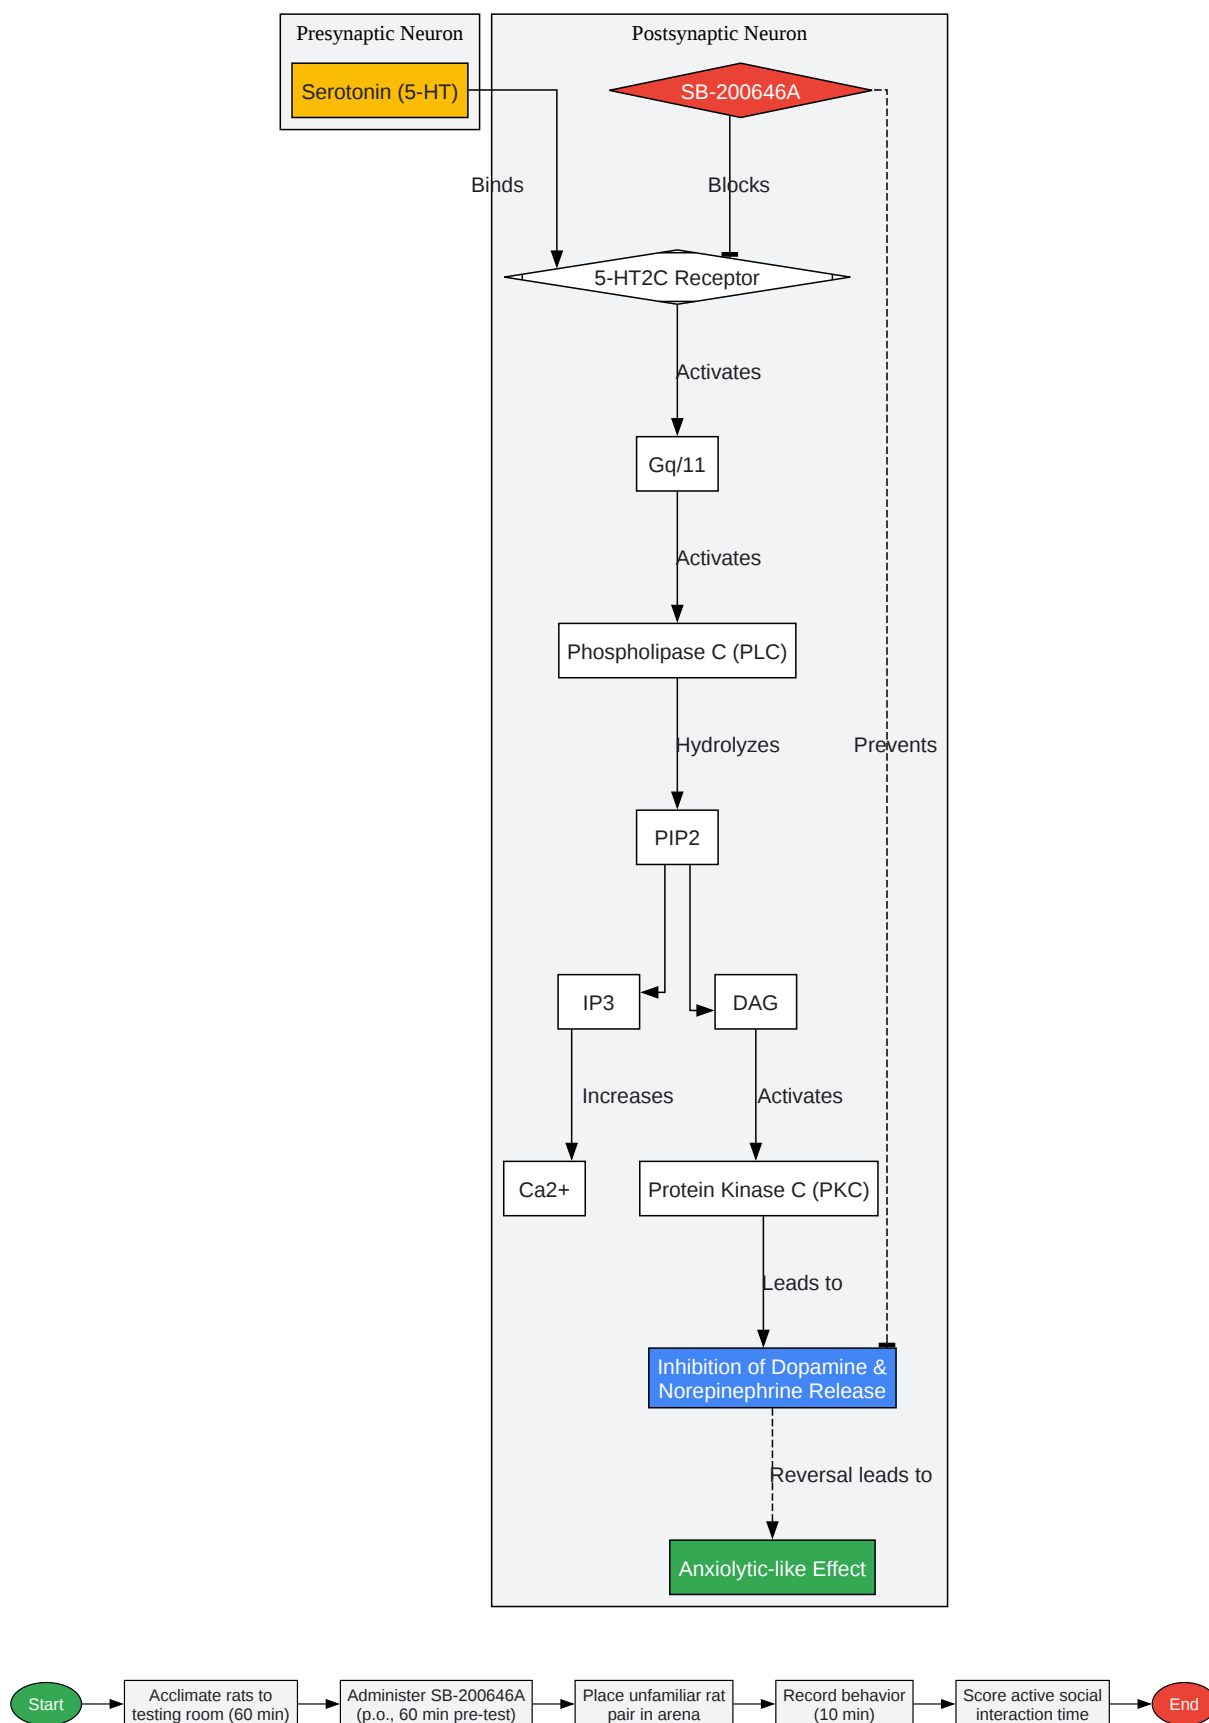 Presynaptic Neuron
Postsynaptic Neuron
Serotonin (5-HT)
SB-200646A
Binds
Blocks
5-HT2C Receptor
Activates
Gq/11
Activates
Phospholipase C (PLC)
Hydrolyzes
Prevents
PIP2
IP3
DAG
Increases
Activates
Ca2+
Protein Kinase C (PKC)
Leads to
Inhibition of Dopamine &
Norepinephrine Release
Reversal leads to
Anxiolytic-like Effect
Start
Acclimate rats to
testing room (60 min)
Administer SB-200646A
(p.o., 60 min pre-test)
Place unfamiliar rat
pair in arena
Record behavior
(10 min)
Score active social
interaction time
End